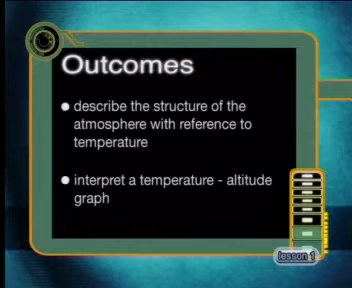 Outcomes
● describe the structure of the
atmosphere with reference to
temperature
● interpret a temperature - altitude
graph
lesson 1